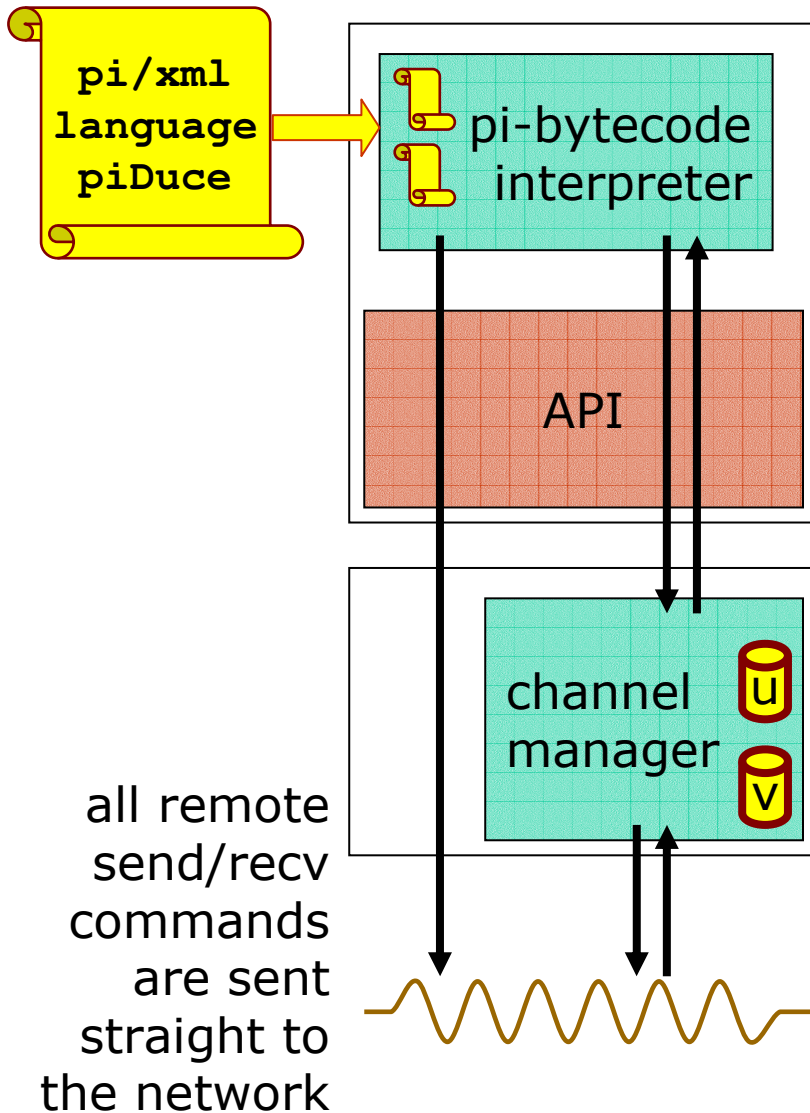 pi/xml
language
piDuce
pi-bytecode
interpreter
API
channel
manager
u
v
all remote
send/recv
commands
are sent
straight to
the network